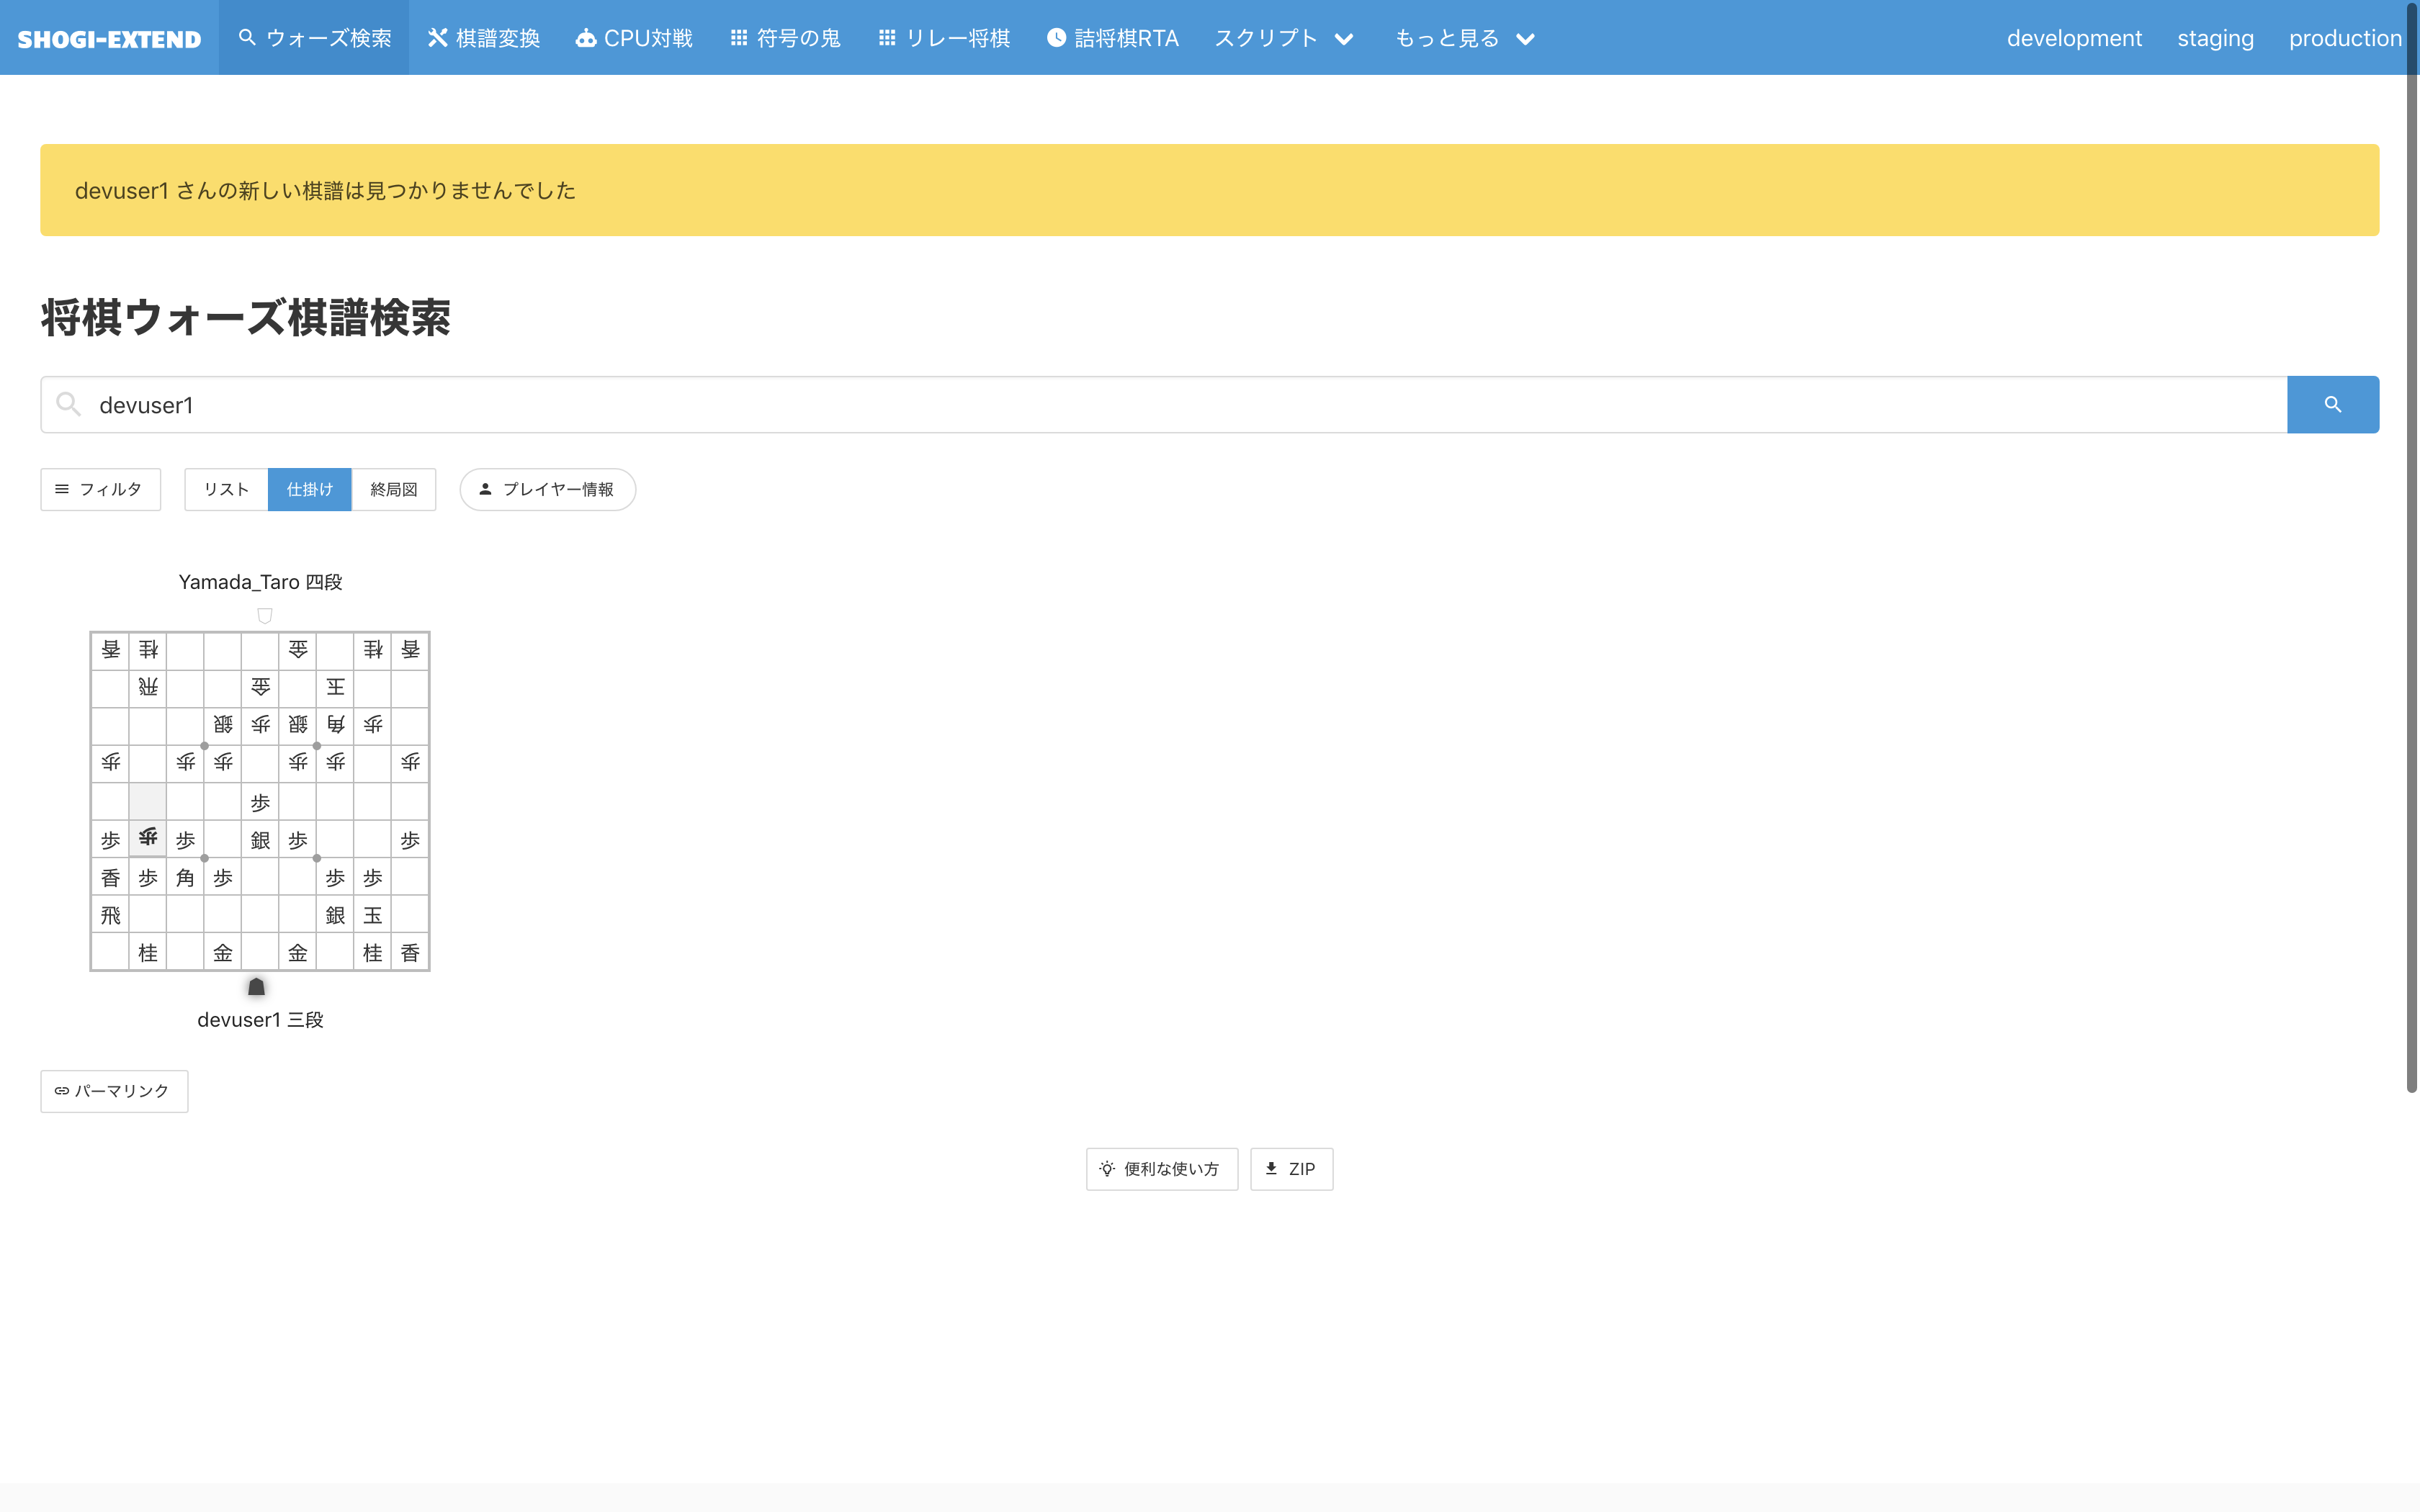 SHOGI-EXTEND ウォーズ検索 棋譜変換 CPU対戦 符号の鬼 リレー将棋 詰将棋RTA スクリプト もっと見る development staging production
devuser1 さんの新しい棋譜は見つかりませんでした
将棋ウォーズ棋譜検索
devuser1
フィルタ リスト 仕掛け 終局図 プレイヤー情報
Yamada_Taro 四段
香 桂 金 桂 香
飛 金 王
銀 歩 銀 角 歩
歩 歩 歩 歩 歩 歩
歩
歩 歩 歩 銀 歩 歩
香 歩 角 歩 歩 歩
飛 銀 玉
桂 金 金 桂 香
devuser1 三段
パーマリンク
便利な使い方 ZIP